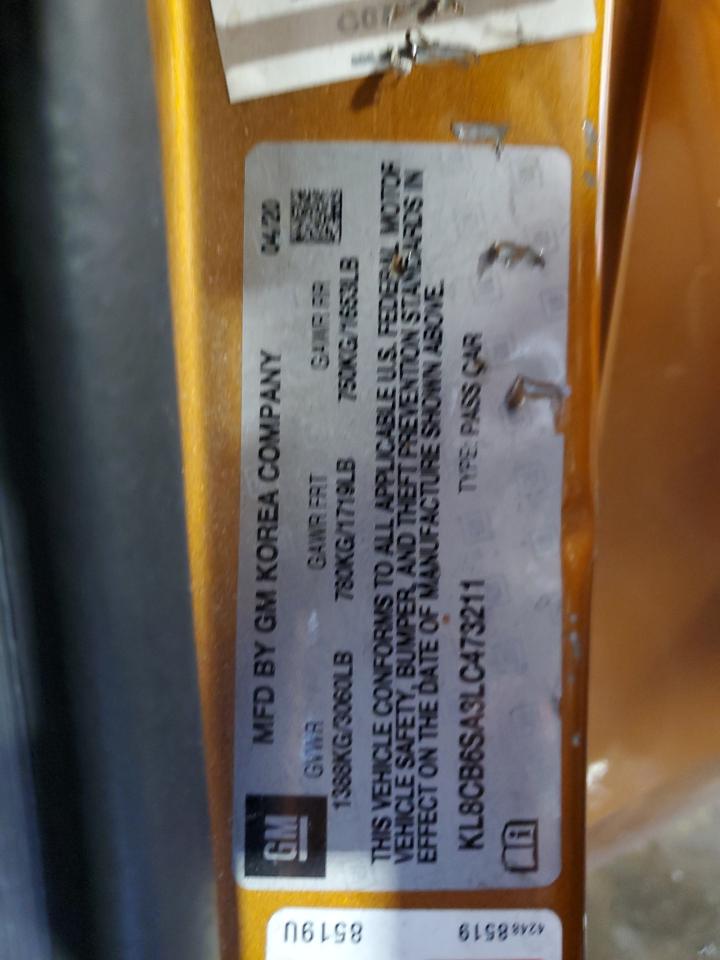 MFD BY GM KOREA COMPANY 04/20
GM
GVWR GAWR FRT GAWR RR
1388KG/3060LB 780KG/1719LB 750KG/1653LB
THIS VEHICLE CONFORMS TO ALL APPLICABLE U.S. FEDERAL MOTOR
VEHICLE SAFETY, BUMPER, AND THEFT PREVENTION STANDARDS IN
EFFECT ON THE DATE OF MANUFACTURE SHOWN ABOVE.
KL8CB6SA3LC473211 TYPE: PASS CAR
8519U
4248 8519